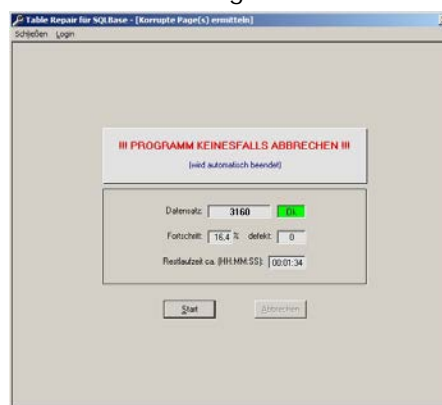 Table Repair für SQLBase - [Korrupte Page(s) ermitteln]
Schließen Login
!!! PROGRAMM KEINESFALLS ABBRECHEN !!!
(wird automatisch beendet)
Datensatz: 3160 Ok
Fortschritt: 16,4 % defekt: 0
Restlaufzeit ca. (HH:MM:SS): 00:01:34
Start Abbrechen